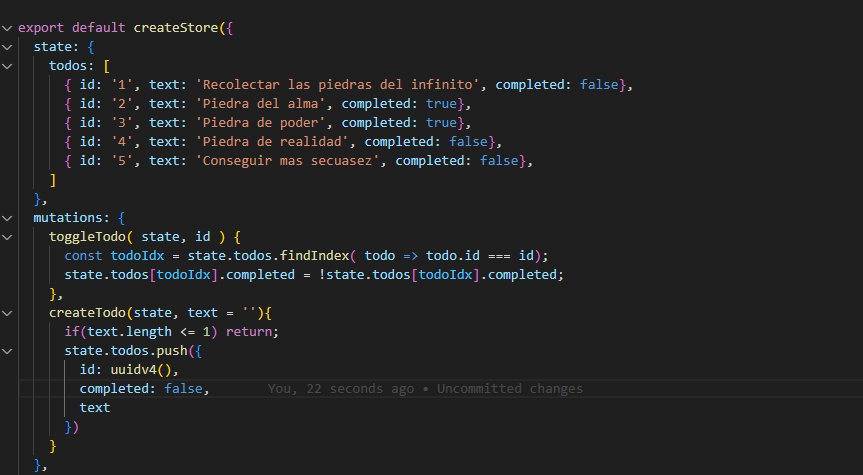 export default createStore({
state: {
todos: [
{ id: '1', text: 'Recolectar las piedras del infinito', completed: false},
{ id: '2', text: 'Piedra del alma', completed: true},
{ id: '3', text: 'Piedra de poder', completed: true},
{ id: '4', text: 'Piedra de realidad', completed: false},
{ id: '5', text: 'Conseguir mas secuasez', completed: false},
]
},
mutations: {
toggleTodo( state, id ) {
const todoIdx = state.todos.findIndex( todo => todo.id === id);
state.todos[todoIdx].completed = !state.todos[todoIdx].completed;
},
createTodo(state, text = ''){
if(text.length <= 1) return;
state.todos.push({
id: uuidv4(),
completed: false, You, 22 seconds ago • Uncommitted changes
text
})
}
},